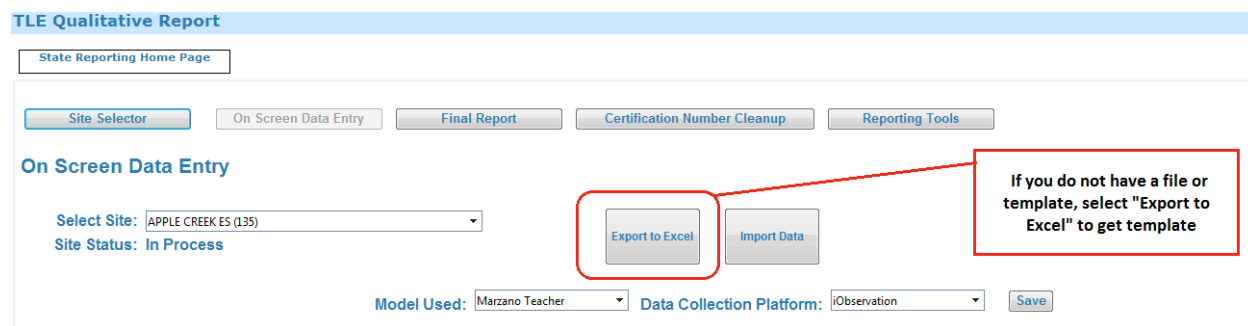 TLE Qualitative Report
State Reporting Home Page
Site Selector On Screen Data Entry Final Report Certification Number Cleanup Reporting Tools
On Screen Data Entry
If you do not have a file or
template, select "Export to
Excel" to get template
Select Site: APPLE CREEK ES (135)
Site Status: In Process
Export to Excel Import Data
Model Used: Marzano Teacher Data Collection Platform: iObservation Save